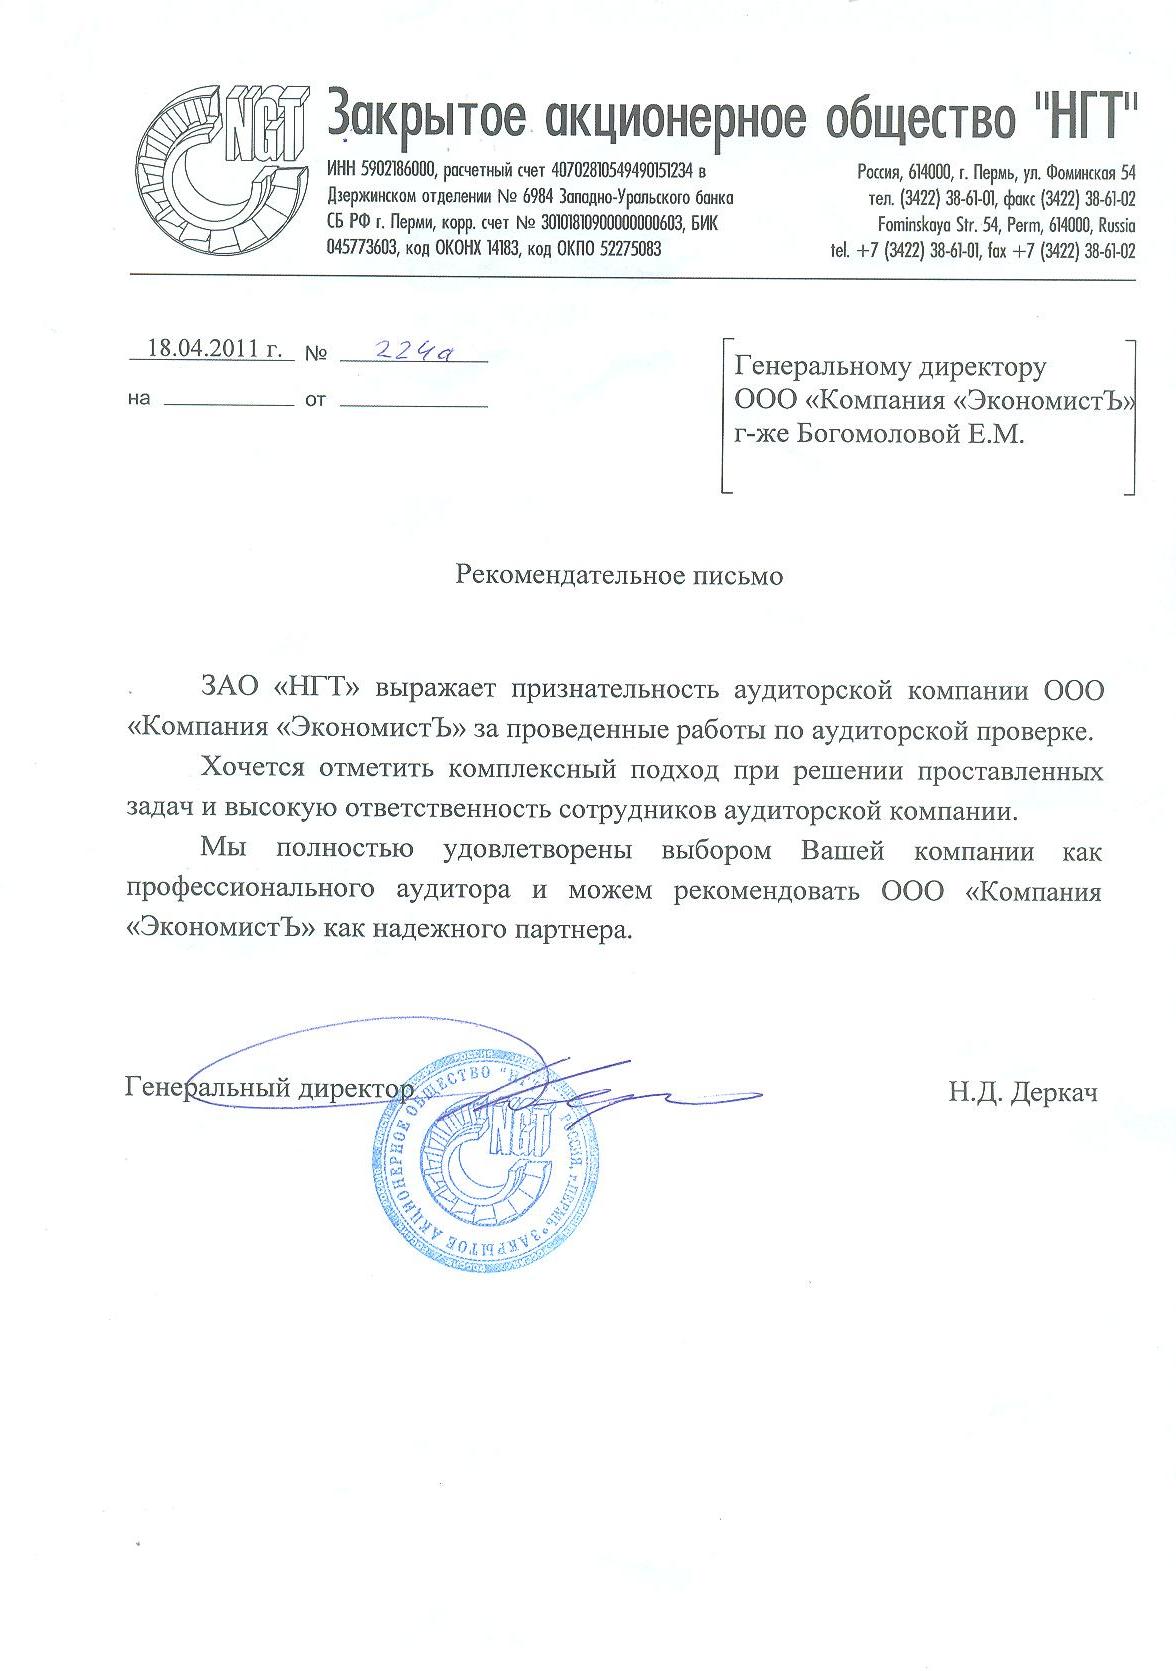 NGT
Закрытое акционерное общество "НГТ"
ИНН 5902186000, расчетный счет 40702810549490151234 в
Дзержинском отделении № 6984 Западно-Уральского банка
СБ РФ г. Перми, корр. счет № 30101810900000000603, БИК
045773603, код ОКОНХ 14183, код ОКПО 52275083
Россия, 614000, г. Пермь, ул. Фоминская 54
тел. (3422) 38-61-01, факс (3422) 38-61-02
Fominskaya Str. 54, Perm, 614000, Russia
tel. +7 (3422) 38-61-01, fax +7 (3422) 38-61-02
18.04.2011 г. № 224а
на от
Генеральному директору
ООО «Компания «ЭкономистЪ»
г-же Богомоловой Е.М.
Рекомендательное письмо
ЗАО «НГТ» выражает признательность аудиторской компании ООО
«Компания «ЭкономистЪ» за проведенные работы по аудиторской проверке.
Хочется отметить комплексный подход при решении проставленных
задач и высокую ответственность сотрудников аудиторской компании.
Мы полностью удовлетворены выбором Вашей компании как
профессионального аудитора и можем рекомендовать ООО «Компания
«ЭкономистЪ» как надежного партнера.
Генеральный директор
Н.Д. Деркач
ЗАКРЫТОЕ АКЦИОНЕРНОЕ ОБЩЕСТВО "НГТ"
РОССИЯ, г.ПЕРМЬ
NGT